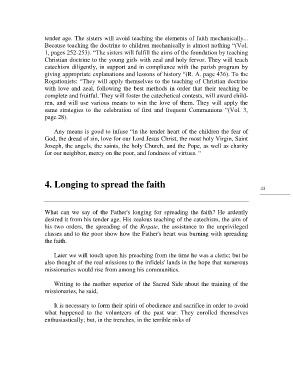 tender age. The sisters will avoid teaching the elements of faith mechanically...
Because teaching the doctrine to children mechanically is almost nothing “(Vol.
1, pages 252-253). “The sisters will fulfill the aims of the foundation by teaching
Christian doctrine to the young girls with zeal and holy fervor. They will teach
catechism diligently, in support and in compliance with the parish program by
giving appropriate explanations and lessons of history “(R. A. page 436). To the
Rogationists: “They will apply themselves to the teaching of Christian doctrine
with love and zeal, following the best methods in order that their teaching be
complete and fruitful. They will foster the catechetical contests, will award child-
ren, and will use various means to win the love of them. They will apply the
same strategies to the celebration of first and frequent Communions “(Vol. 3,
page 28).
Any means is good to infuse “In the tender heart of the children the fear of
God, the dread of sin, love for our Lord Jesus Christ, the most holy Virgin, Saint
Joseph, the angels, the saints, the holy Church, and the Pope, as well as charity
for our neighbor, mercy on the poor, and fondness of virtues. “
4. Longing to spread the faith
What can we say of the Father's longing for spreading the faith? He ardently
desired it from his tender age. His zealous teaching of the catechism, the aim of
his two orders, the spreading of the Rogate, the assistance to the unprivileged
classes and to the poor show how the Father's heart was burning with spreading
the faith.
Later we will touch upon his preaching from the time he was a cleric; but he
also thought of the real missions to the infidels' lands in the hope that numerous
missionaries would rise from among his communities.
Writing to the mother superior of the Sacred Side about the training of the
missionaries, he said,
It is necessary to form their spirit of obedience and sacrifice in order to avoid
what happened to the volunteers of the past war. They enrolled themselves
enthusiastically; but, in the trenches, in the terrible risks of